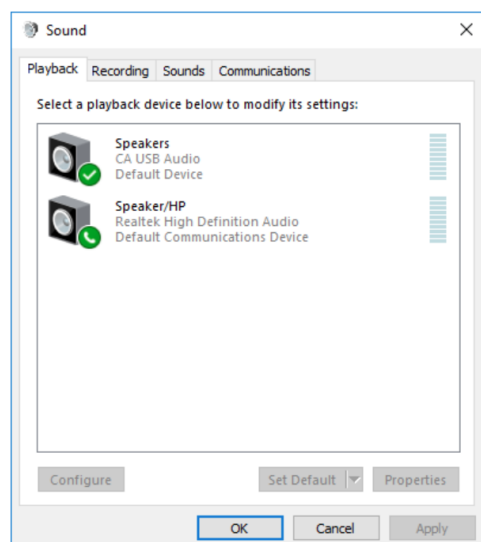 Sound
Playback Recording Sounds Communications
Select a playback device below to modify its settings:
Speakers
CA USB Audio
Default Device
Speaker/HP
Realtek High Definition Audio
Default Communications Device
Configure Set Default Properties
OK Cancel Apply